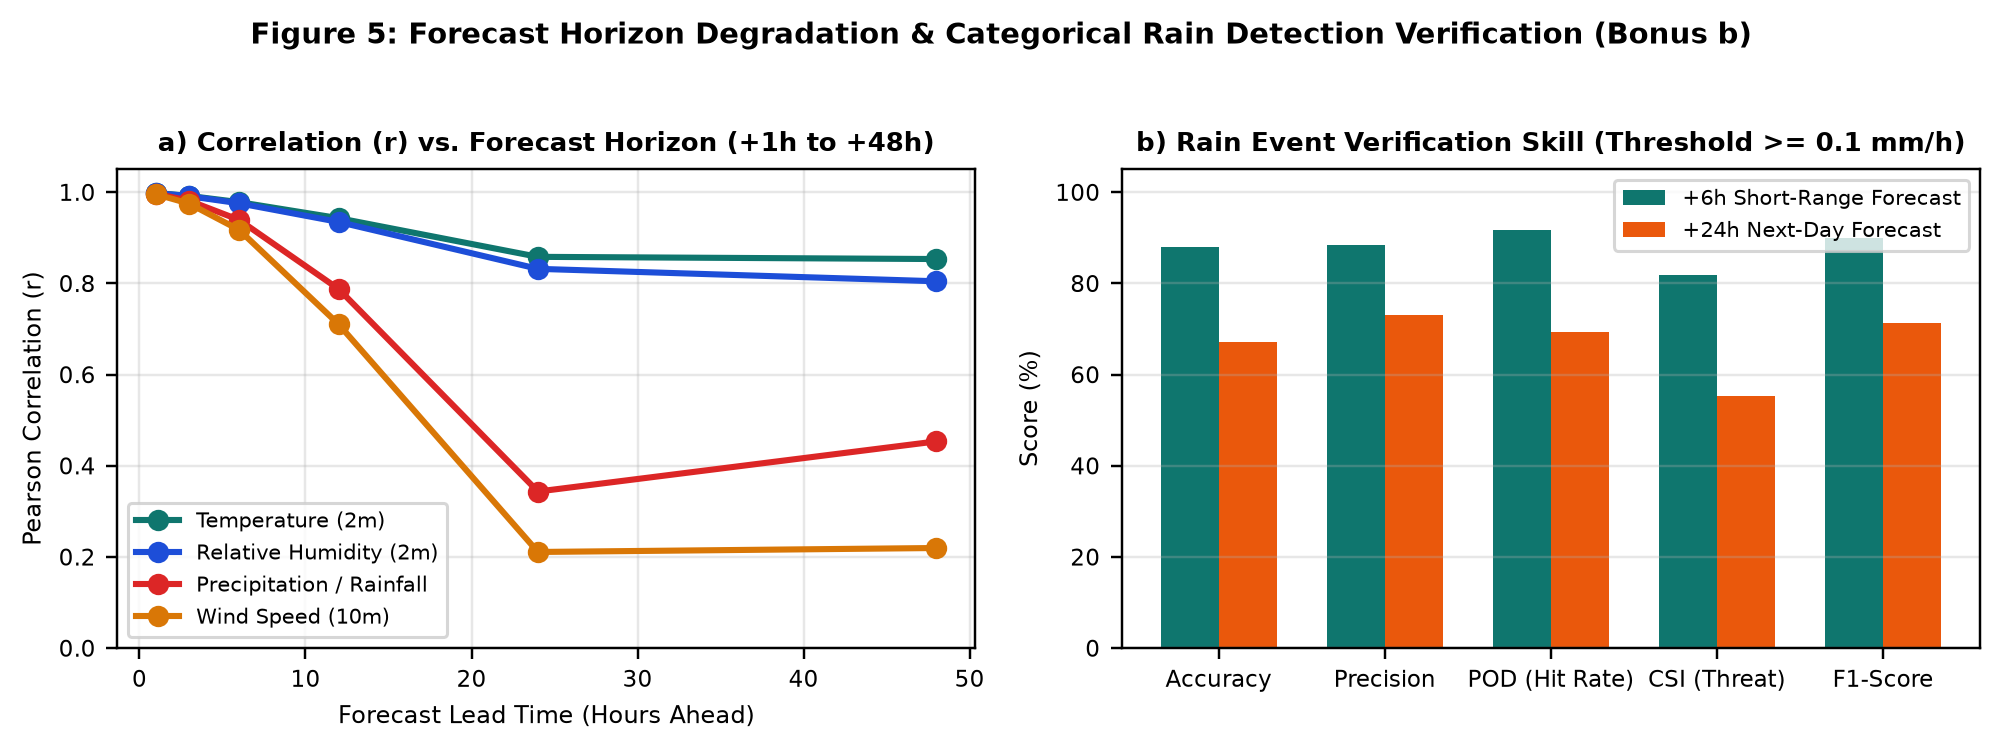 Figure 5: Forecast Horizon Degradation & Categorical Rain Detection Verification (Bonus b)
a) Correlation (r) vs. Forecast Horizon (+1h to +48h)
Pearson Correlation (r)
1.0
0.8
0.6
0.4
0.2
0.0
Temperature (2m)
Relative Humidity (2m)
Precipitation / Rainfall
Wind Speed (10m)
0 10 20 30 40 50
Forecast Lead Time (Hours Ahead)
b) Rain Event Verification Skill (Threshold >= 0.1 mm/h)
Score (%)
100
80
60
40
20
0
+6h Short-Range Forecast
+24h Next-Day Forecast
Accuracy Precision POD (Hit Rate) CSI (Threat) F1-Score